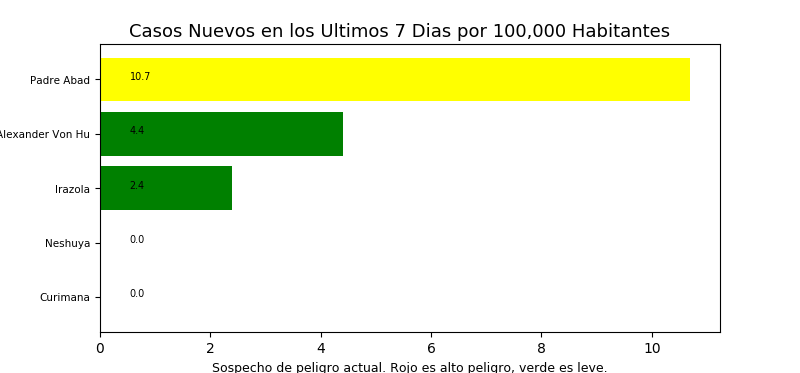 Casos Nuevos en los Ultimos 7 Dias por 100,000 Habitantes
Padre Abad
10.7
Alexander Von Hu
4.4
Irazola
2.4
Neshuya
0.0
Curimana
0.0
0 2 4 6 8 10
Sospecho de peligro actual. Rojo es alto peligro, verde es leve.